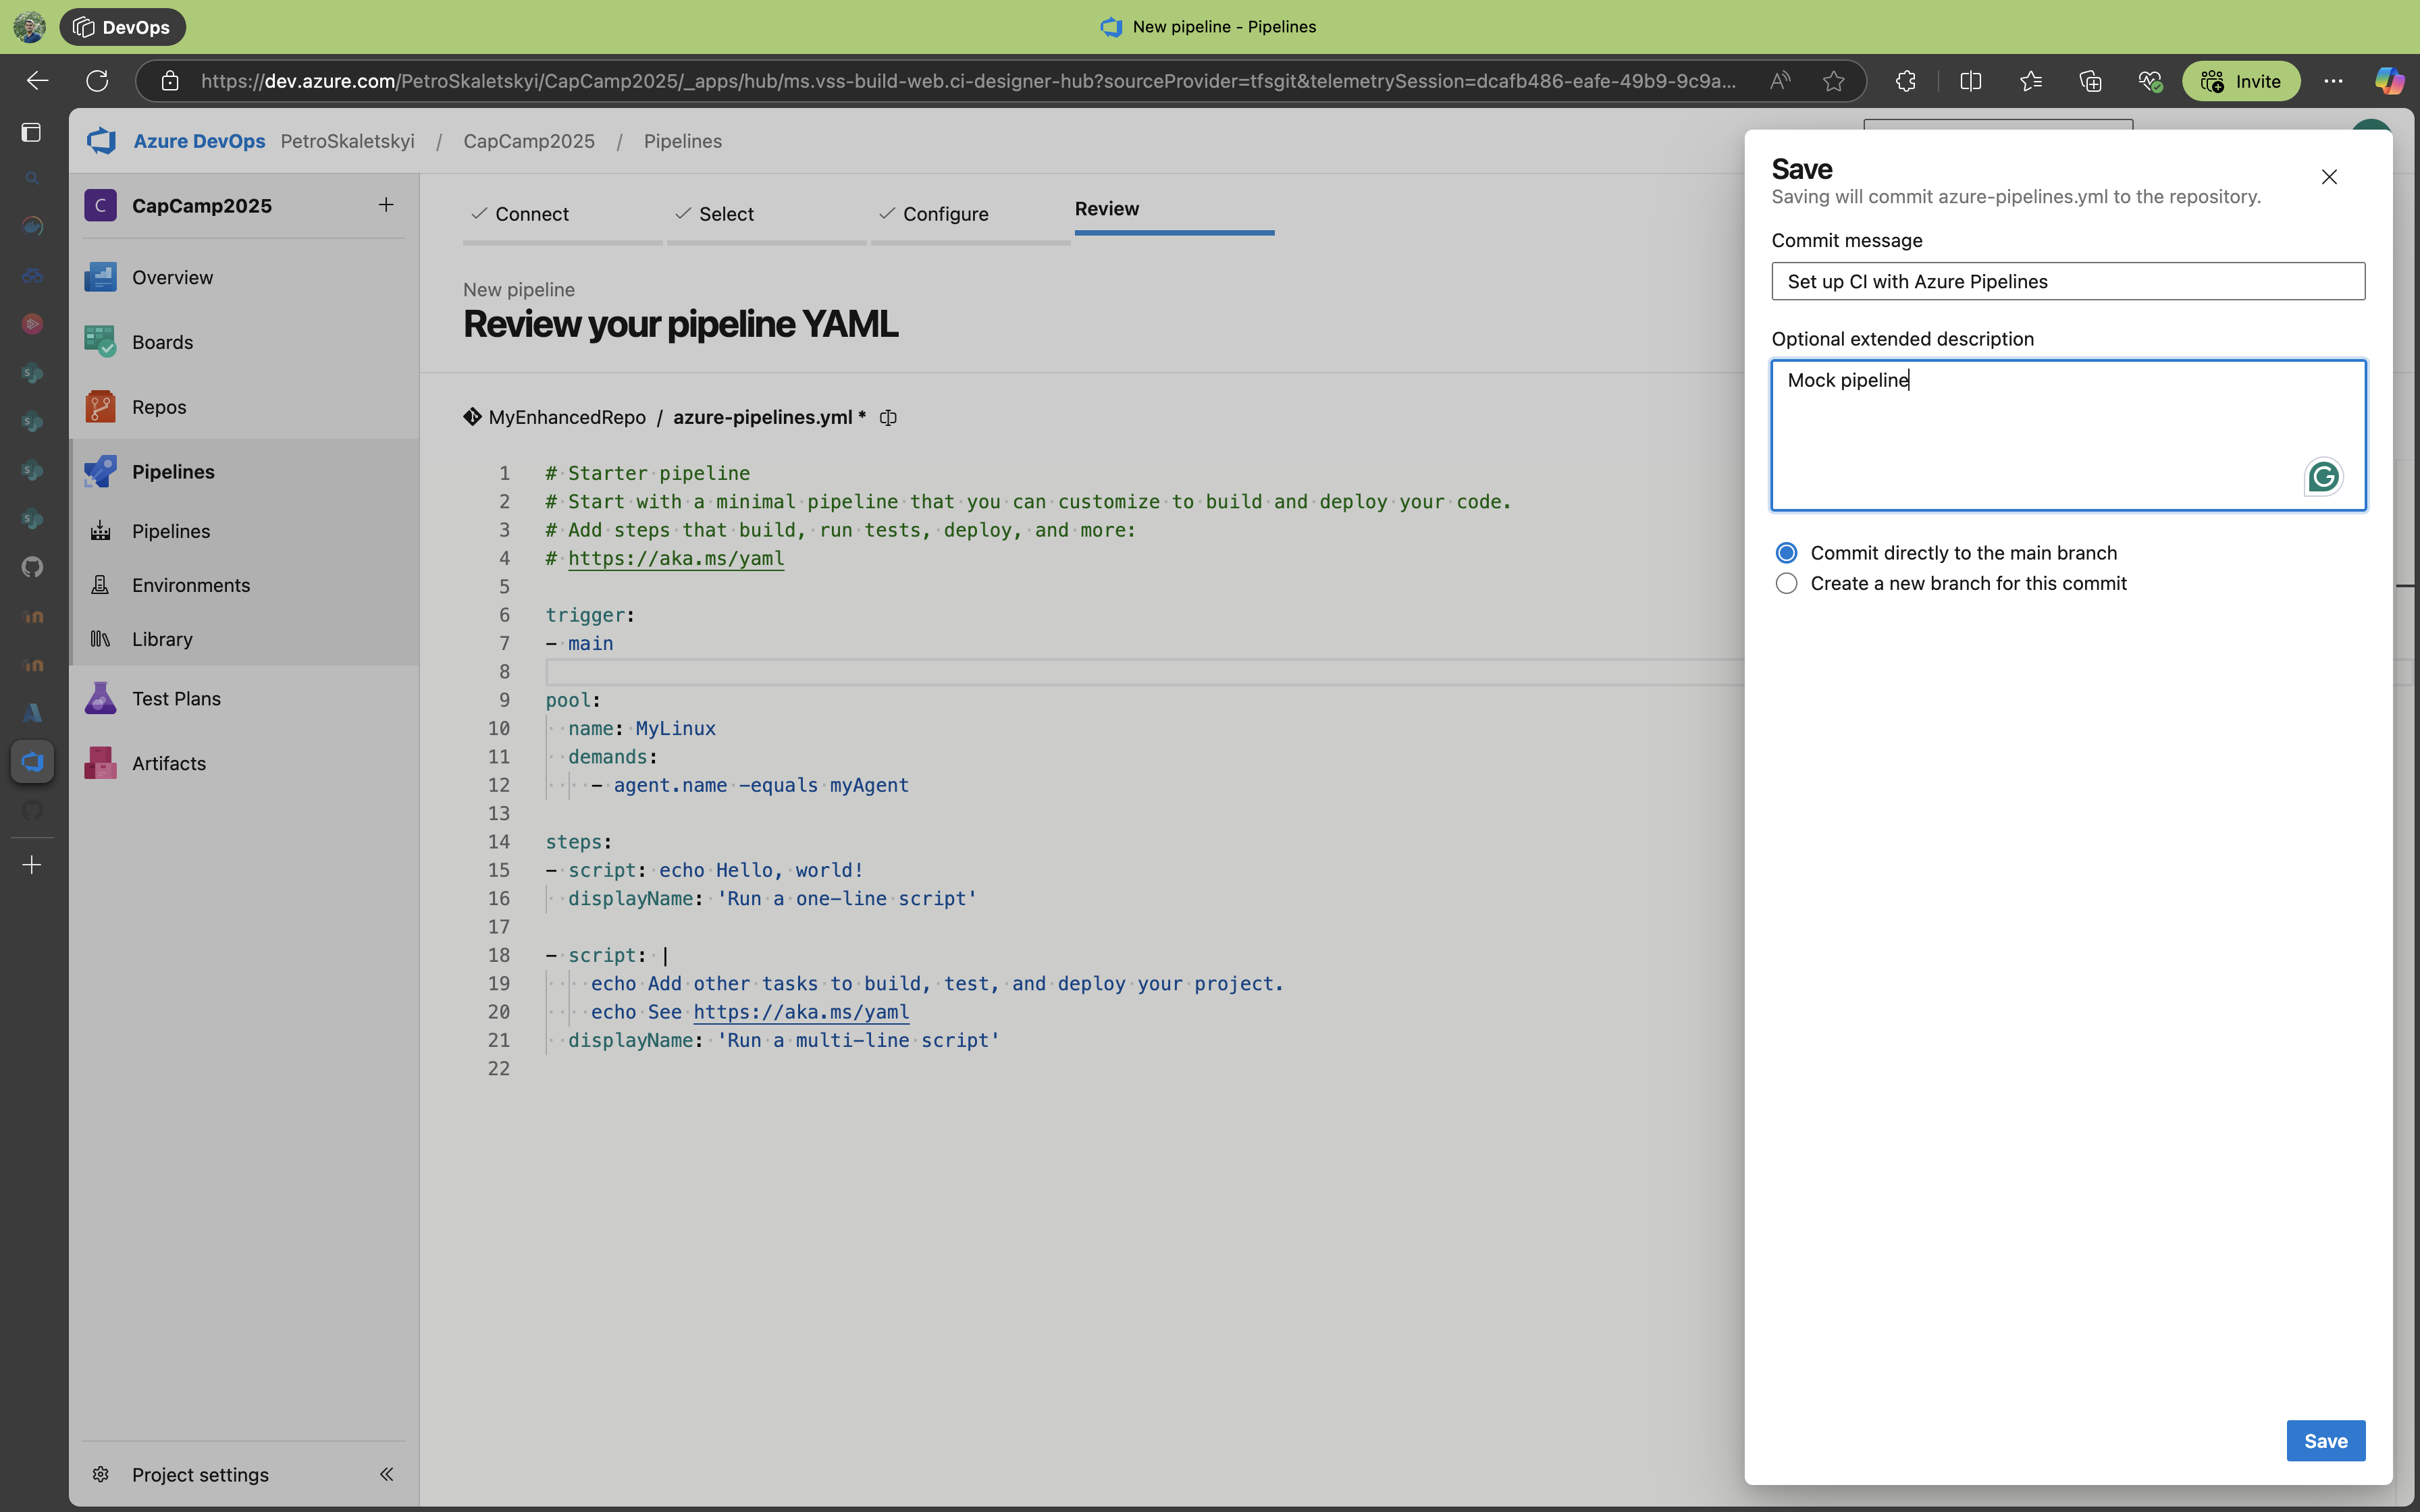 DevOps
New pipeline - Pipelines
https://dev.azure.com/PetroSkaletskyi/CapCamp2025/_apps/hub/ms.vss-build-web.ci-designer-hub?sourceProvider=tfsgit&telemetrySession=dcafb486-eafe-49b9-9c9a...
Invite
Azure DevOps PetroSkaletskyi / CapCamp2025 / Pipelines
C CapCamp2025
Overview
Boards
Repos
Pipelines
Pipelines
Environments
Library
Test Plans
Artifacts
Project settings
Connect
Select
Configure
Review
New pipeline
Review your pipeline YAML
MyEnhancedRepo / azure-pipelines.yml *
1 # Starter pipeline
2 # Start with a minimal pipeline that you can customize to build and deploy your code.
3 # Add steps that build, run tests, deploy, and more:
4 # https://aka.ms/yaml
5
6 trigger:
7 - main
8
9 pool:
10 name: MyLinux
11 demands:
12 - agent.name -equals myAgent
13
14 steps:
15 - script: echo Hello, world!
16 displayName: 'Run a one-line script'
17
18 - script: |
19 echo Add other tasks to build, test, and deploy your project.
20 echo See https://aka.ms/yaml
21 displayName: 'Run a multi-line script'
22
Save
Saving will commit azure-pipelines.yml to the repository.
Commit message
Set up CI with Azure Pipelines
Optional extended description
Mock pipeline
Commit directly to the main branch
Create a new branch for this commit
Save